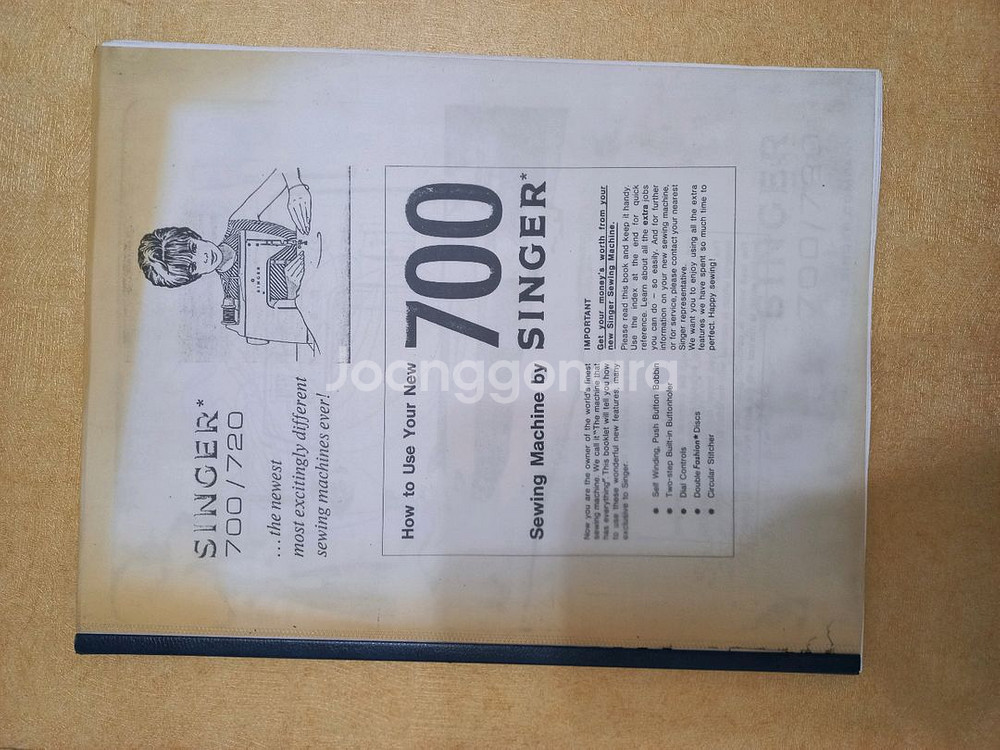 SINGER*
700/720
...the newest
most excitingly different
sewing machines ever!
SINGER
How to Use Your New 700
Sewing Machine by SINGER*
Now you are the owner of the world's finest
sewing machine. We call it "The machine that
has everything" This booklet will tell you how
to use these wonderful new features, many
exclusive to Singer.
● Self Winding, Push Button Bobbin
● Two-step Built-in Buttonholer
● Dial Controls
● Double Fashion* Discs
● Circular Stitcher
IMPORTANT
Get your money's worth from your
new Singer Sewing Machine.
Please read this book and keep it handy.
Use the index at the end for quick
reference. Learn about all the extra jobs
you can do – so easily. And for further
information on your new sewing machine,
or for service, please contact your nearest
Singer representative.
We want you to enjoy using all the extra
features we have spent so much time to
perfect. Happy sewing!
Joonggonara